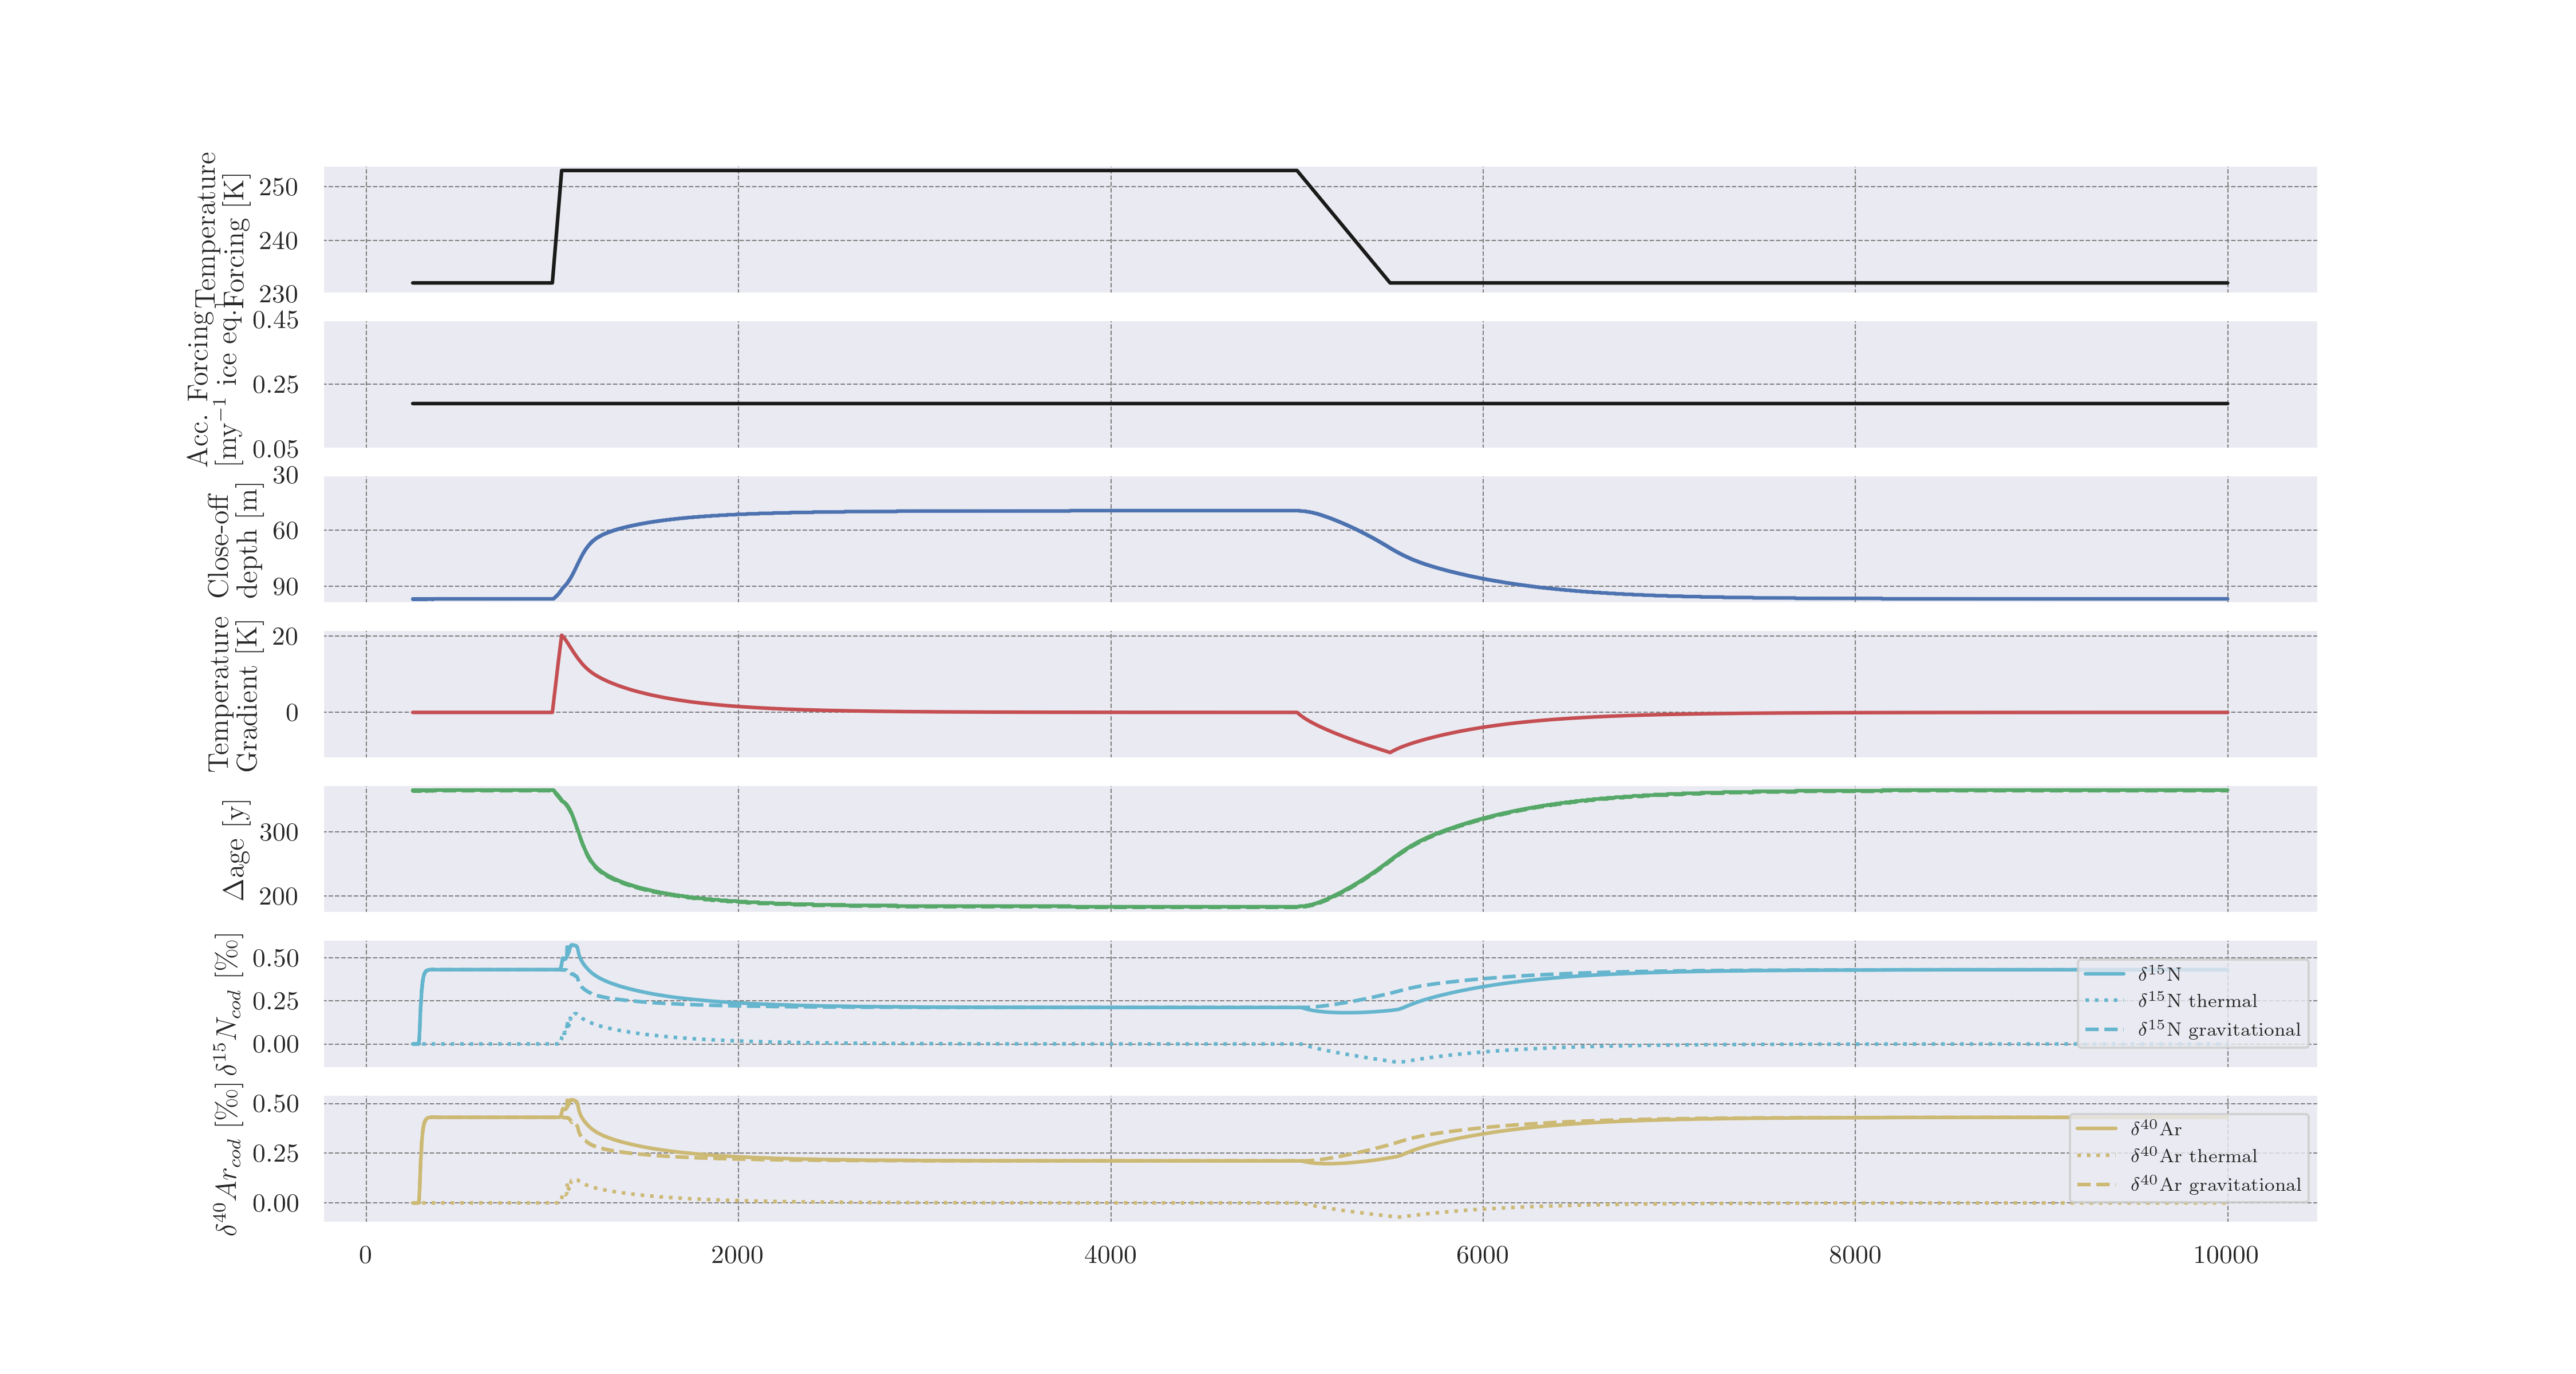 Temperature
Forcing [K]
250
240
230
Acc. Forcing
[my⁻¹ ice eq.]
0.45
0.25
0.05
Close-off
depth [m]
30
60
90
Temperature
Gradient [K]
20
0
Δage [y]
300
200
δ¹⁵N_cod [‰]
0.50
0.25
0.00
δ¹⁵N
δ¹⁵N thermal
δ¹⁵N gravitational
δ⁴⁰Ar_cod [‰]
0.50
0.25
0.00
δ⁴⁰Ar
δ⁴⁰Ar thermal
δ⁴⁰Ar gravitational
0 2000 4000 6000 8000 10000